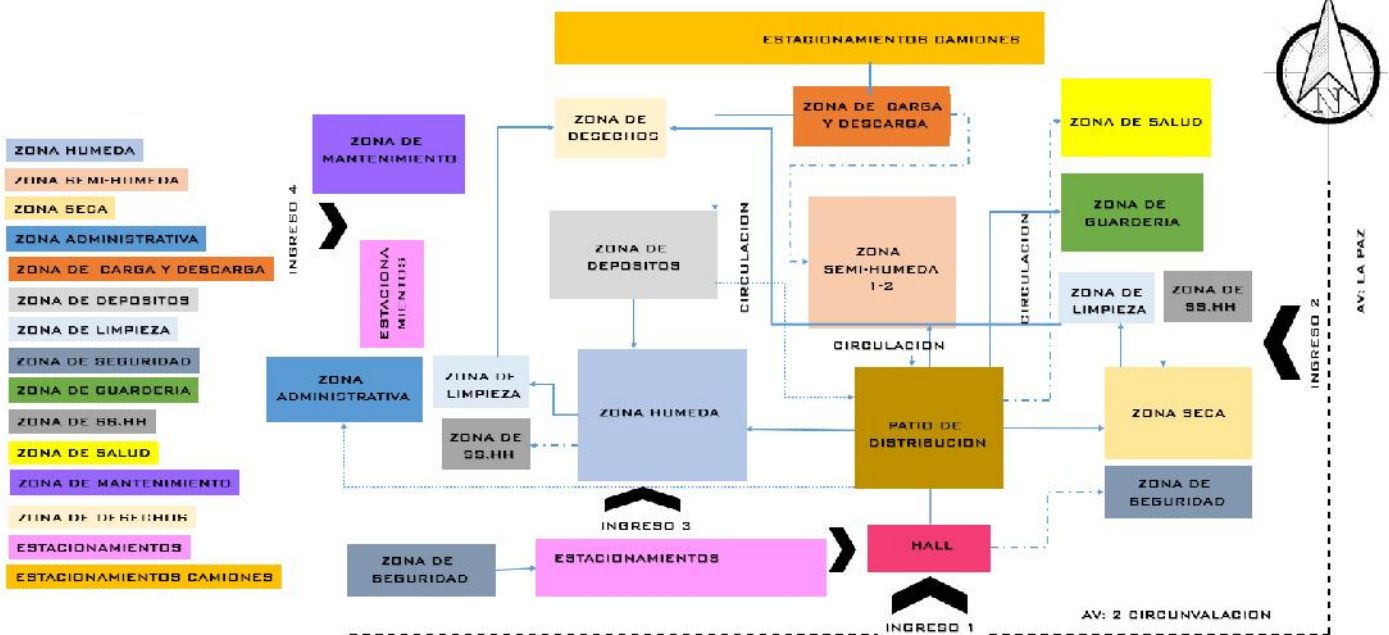 ESTACIONAMIENTOS CAMIONES
ZONA DE CARGA
Y DESCARGA
ZONA DE
DESECHOS
ZONA DE SALUD
N
ZONA DE
MANTENIMIENTO
ZONA HUMEDA
ZONA SEMI-HUMEDA
ZONA SECA
ZONA ADMINISTRATIVA
ZONA DE CARGA Y DESCARGA
ZONA DE DEPOSITOS
ZONA DE LIMPIEZA
ZONA DE SEGURIDAD
ZONA DE GUARDERIA
ZONA DE SS.HH
ZONA DE SALUD
ZONA DE MANTENIMIENTO
ZONA DE DESECHOS
ESTACIONAMIENTOS
ESTACIONAMIENTOS CAMIONES
INGRESO 4
ESTACIONA
MIENTOS
ZONA DE
DEPOSITOS
CIRCULACION
ZONA
SEMI-HUMEDA
1-2
CIRCULACION
ZONA DE
GUARDERIA
ZONA DE
LIMPIEZA
ZONA DE
SS.HH
INGRESO 2
AV: LA PAZ
CIRCULACION
ZONA
ADMINISTRATIVA
ZONA DE
LIMPIEZA
ZONA DE
SS.HH
ZONA HUMEDA
PATIO DE
DISTRIBUCION
ZONA SECA
ZONA DE
SEGURIDAD
INGRESO 3
ZONA DE
SEGURIDAD
ESTACIONAMIENTOS
HALL
INGRESO 1
AV: 2 CIRCUNVALACION